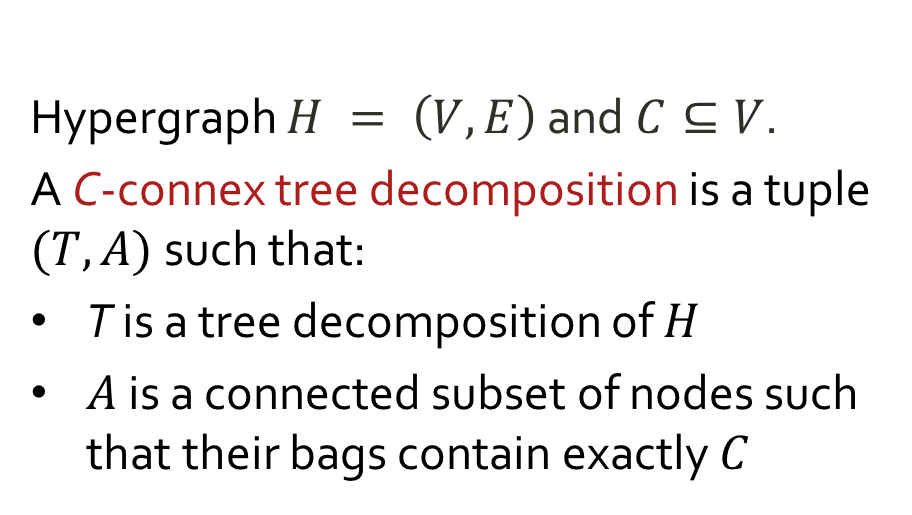 Hypergraph H = (V, E) and C ⊆ V.
A C-connex tree decomposition is a tuple
(T, A) such that:
• T is a tree decomposition of H
• A is a connected subset of nodes such
that their bags contain exactly C